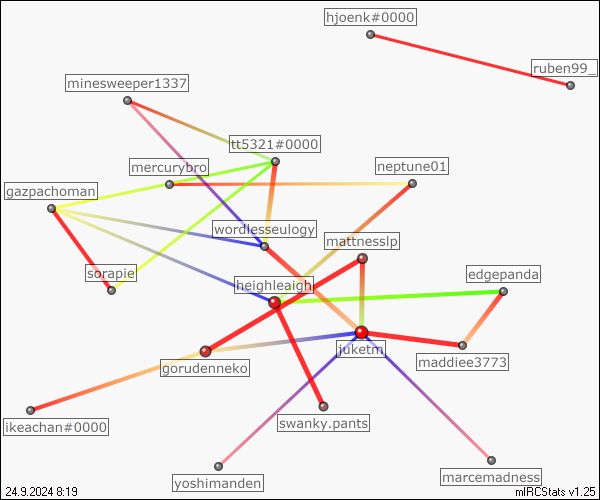 hjoenk#0000
ruben99_
minesweeper1337
tt5321#0000
mercurybro
neptune01
gazpachoman
wordlesseulogy
mattnesslp
sorapie
edgepanda
heighleaigh
juketm
maddiee3773
gorudenneko
swanky.pants
ikeachan#0000
marcemadness
yoshimanden
24.9.2024 8:19
mIRCStats v1.25